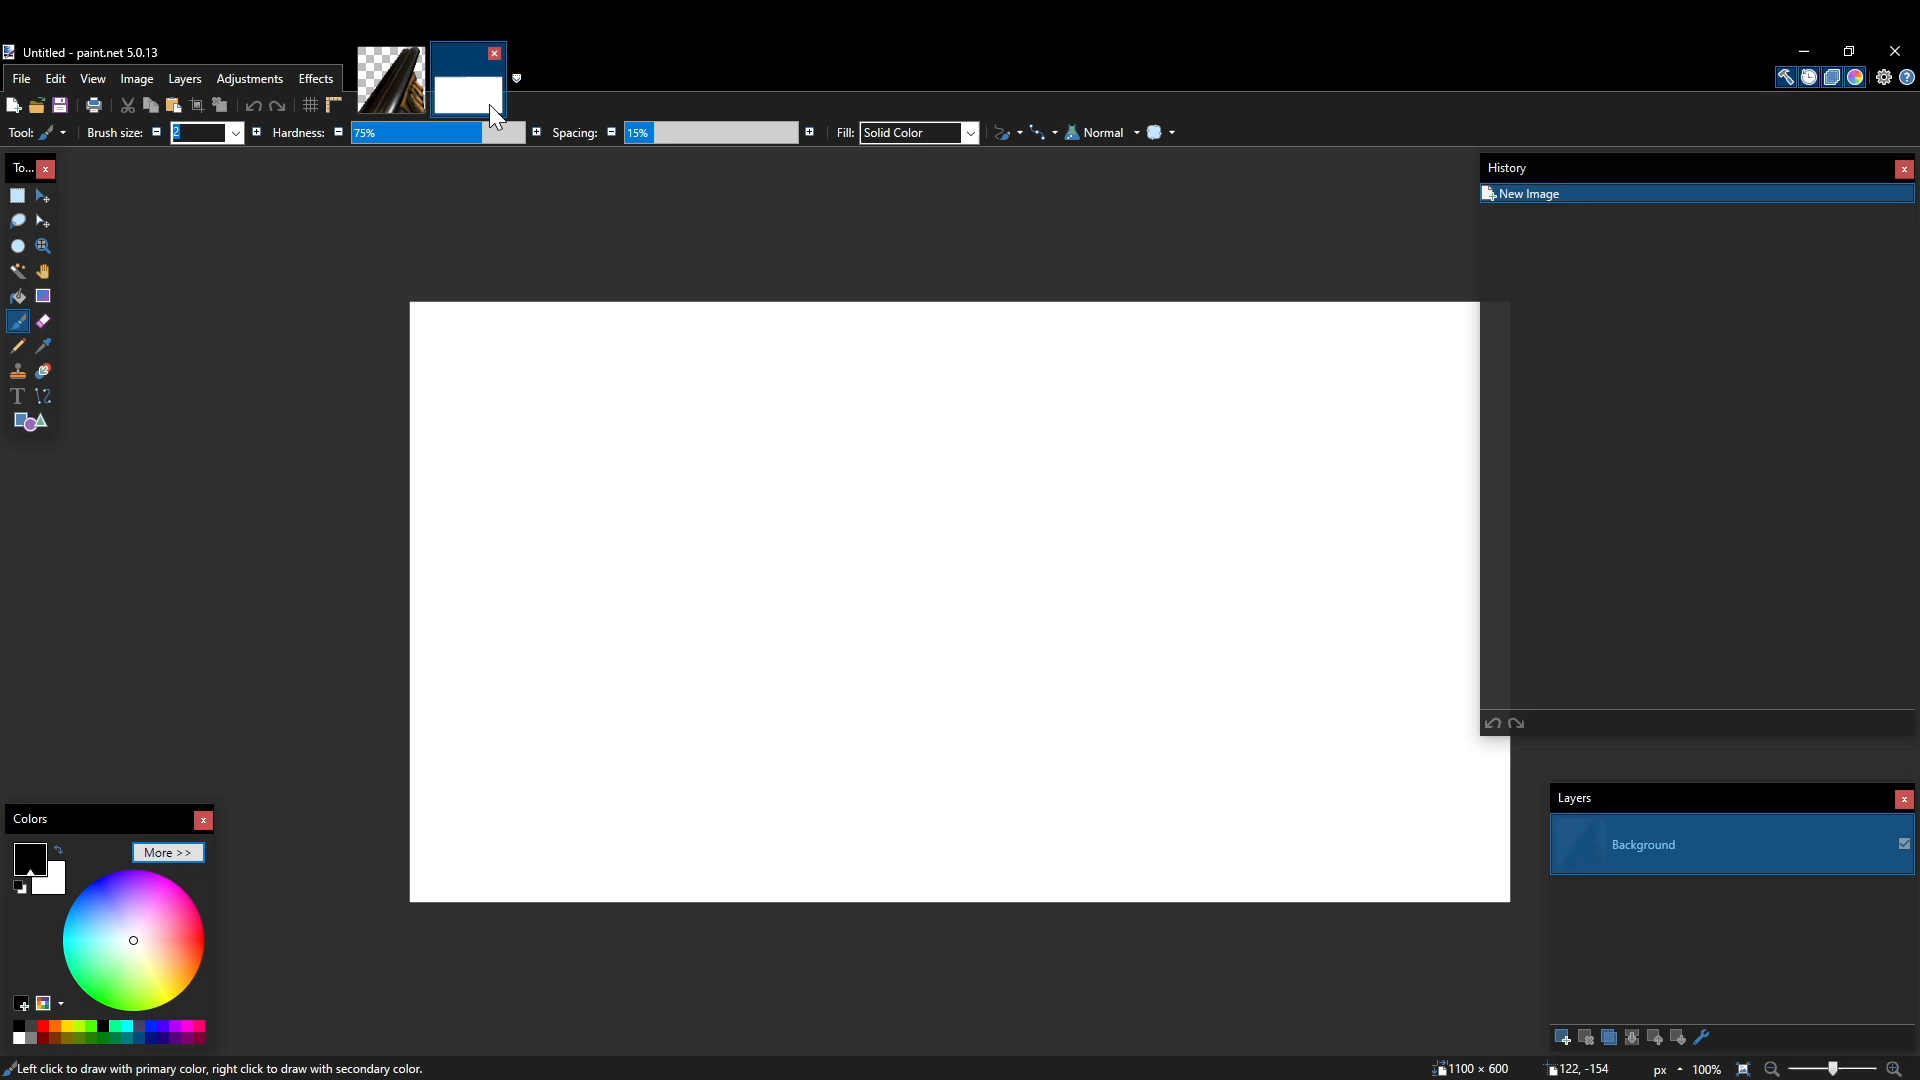 Untitled - paint.net 5.0.13
File Edit View Image Layers Adjustments Effects
Tool: Brush size: 2 Hardness: 75% Spacing: 15% Fill: Solid Color Normal
To...
History
New Image
Layers
Background
Colors
More >>
Left click to draw with primary color, right click to draw with secondary color.
1100 × 600
122, -154
px
100%